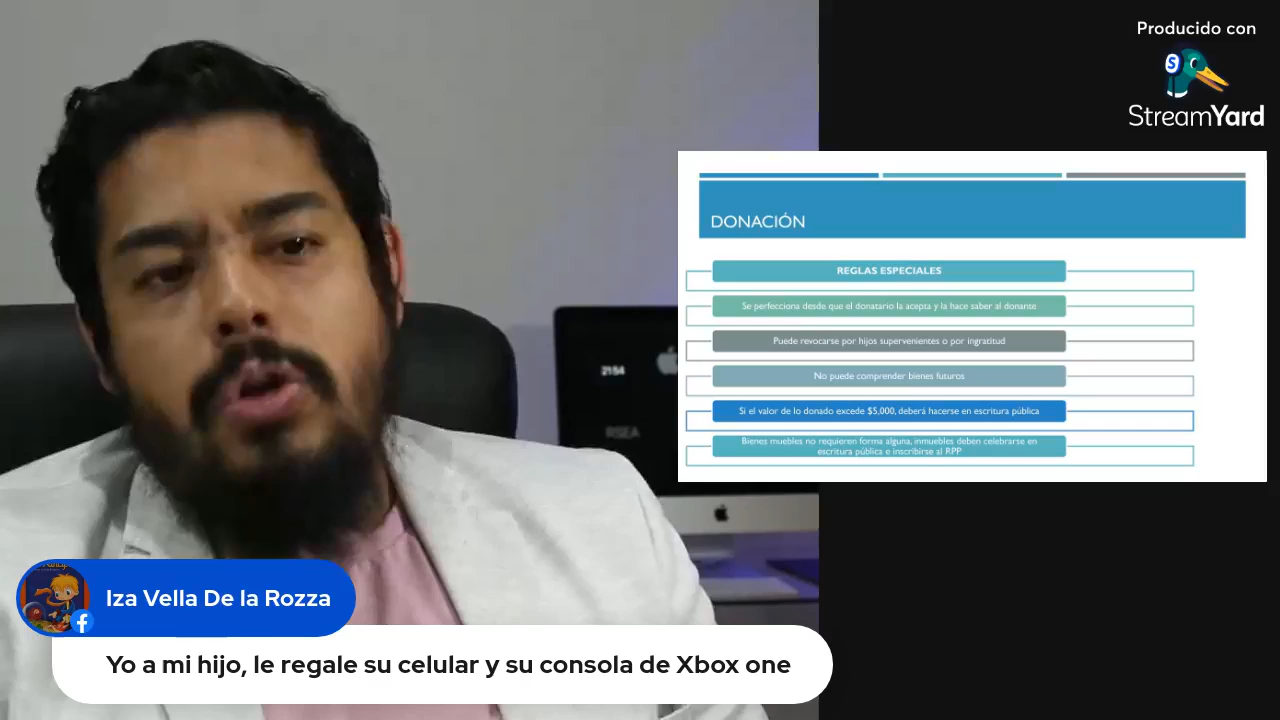 Producido con
StreamYard
DONACIÓN
REGLAS ESPECIALES
Se perfecciona desde que el donatario la acepta y la hace saber al donante
Puede revocarse por hijos supervenientes o por ingratitud
No puede comprender bienes futuros
Si el valor de lo donado excede $5,000, deberá hacerse en escritura pública
Bienes muebles no requieren forma alguna, inmuebles deben celebrarse en
escritura pública e inscribirse al RPP
2154
Iza Vella De la Rozza
Yo a mi hijo, le regale su celular y su consola de Xbox one